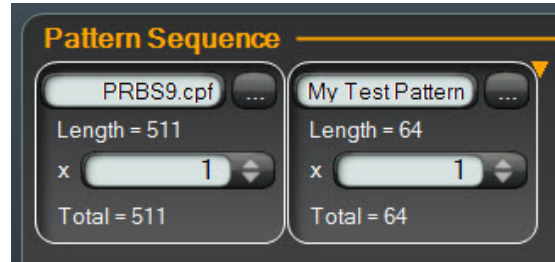 Pattern Sequence
PRBS9.cpf ...
Length = 511
x 1
Total = 511
My Test Pattern ...
Length = 64
x 1
Total = 64